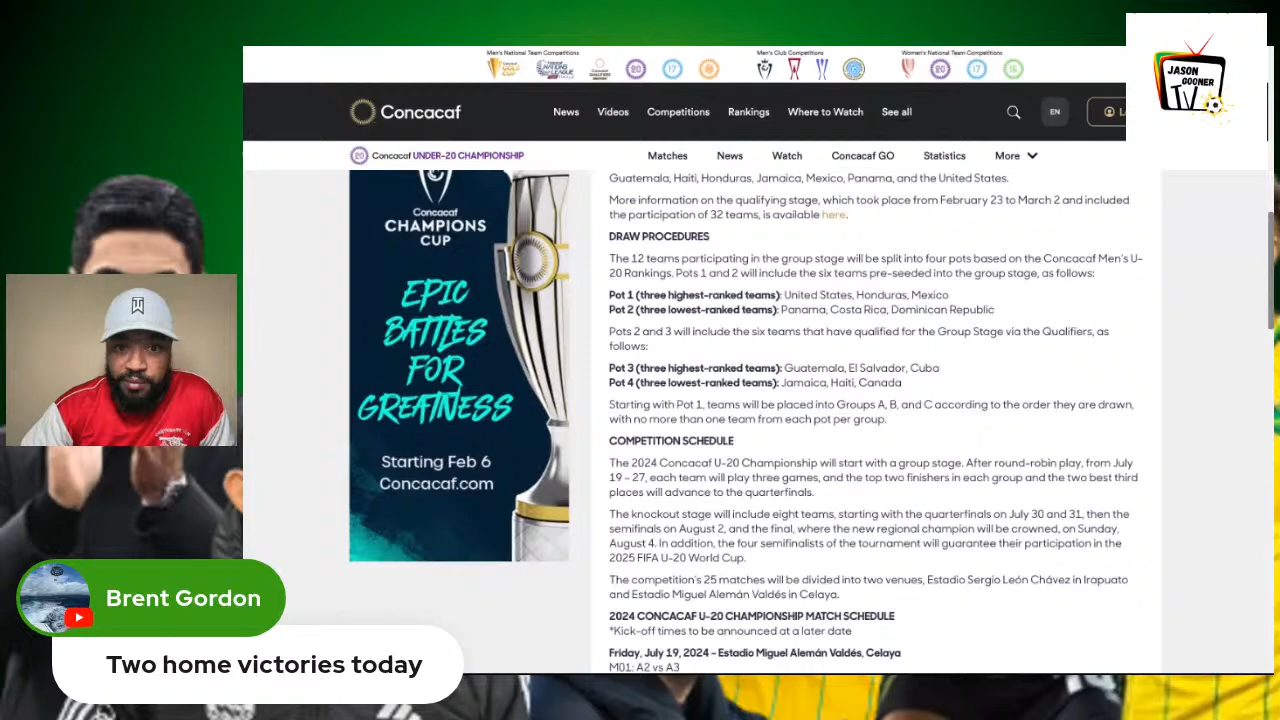 Men's National Team Competitions
Men's Club Competitions
Women's National Team Competitions
JASON
GOONER
TV
Concacaf
News Videos Competitions Rankings Where to Watch See all
EN
Concacaf UNDER-20 CHAMPIONSHIP
Matches News Watch Concacaf GO Statistics More
Concacaf
CHAMPIONS
CUP
EPIC
BATTLES
FOR
GREATNESS
Starting Feb 6
Concacaf.com
Guatemala, Haiti, Honduras, Jamaica, Mexico, Panama, and the United States.
More information on the qualifying stage, which took place from February 23 to March 2 and included
the participation of 32 teams, is available here.
DRAW PROCEDURES
The 12 teams participating in the group stage will be split into four pots based on the Concacaf Men's U-
20 Rankings. Pots 1 and 2 will include the six teams pre-seeded into the group stage, as follows:
Pot 1 (three highest-ranked teams): United States, Honduras, Mexico
Pot 2 (three lowest-ranked teams): Panama, Costa Rica, Dominican Republic
Pots 2 and 3 will include the six teams that have qualified for the Group Stage via the Qualifiers, as
follows:
Pot 3 (three highest-ranked teams): Guatemala, El Salvador, Cuba
Pot 4 (three lowest-ranked teams): Jamaica, Haiti, Canada
Starting with Pot 1, teams will be placed into Groups A, B, and C according to the order they are drawn,
with no more than one team from each pot per group.
COMPETITION SCHEDULE
The 2024 Concacaf U-20 Championship will start with a group stage. After round-robin play, from July
19 – 27, each team will play three games, and the top two finishers in each group and the two best third
places will advance to the quarterfinals.
The knockout stage will include eight teams, starting with the quarterfinals on July 30 and 31, then the
semifinals on August 2, and the final, where the new regional champion will be crowned, on Sunday,
August 4. In addition, the four semifinalists of the tournament will guarantee their participation in the
2025 FIFA U-20 World Cup.
The competition's 25 matches will be divided into two venues, Estadio Sergio León Chávez in Irapuato
and Estadio Miguel Alemán Valdés in Celaya.
2024 CONCACAF U-20 CHAMPIONSHIP MATCH SCHEDULE
*Kick-off times to be announced at a later date
Friday, July 19, 2024 – Estadio Miguel Alemán Valdés, Celaya
M01: A2 vs A3
Brent Gordon
Two home victories today